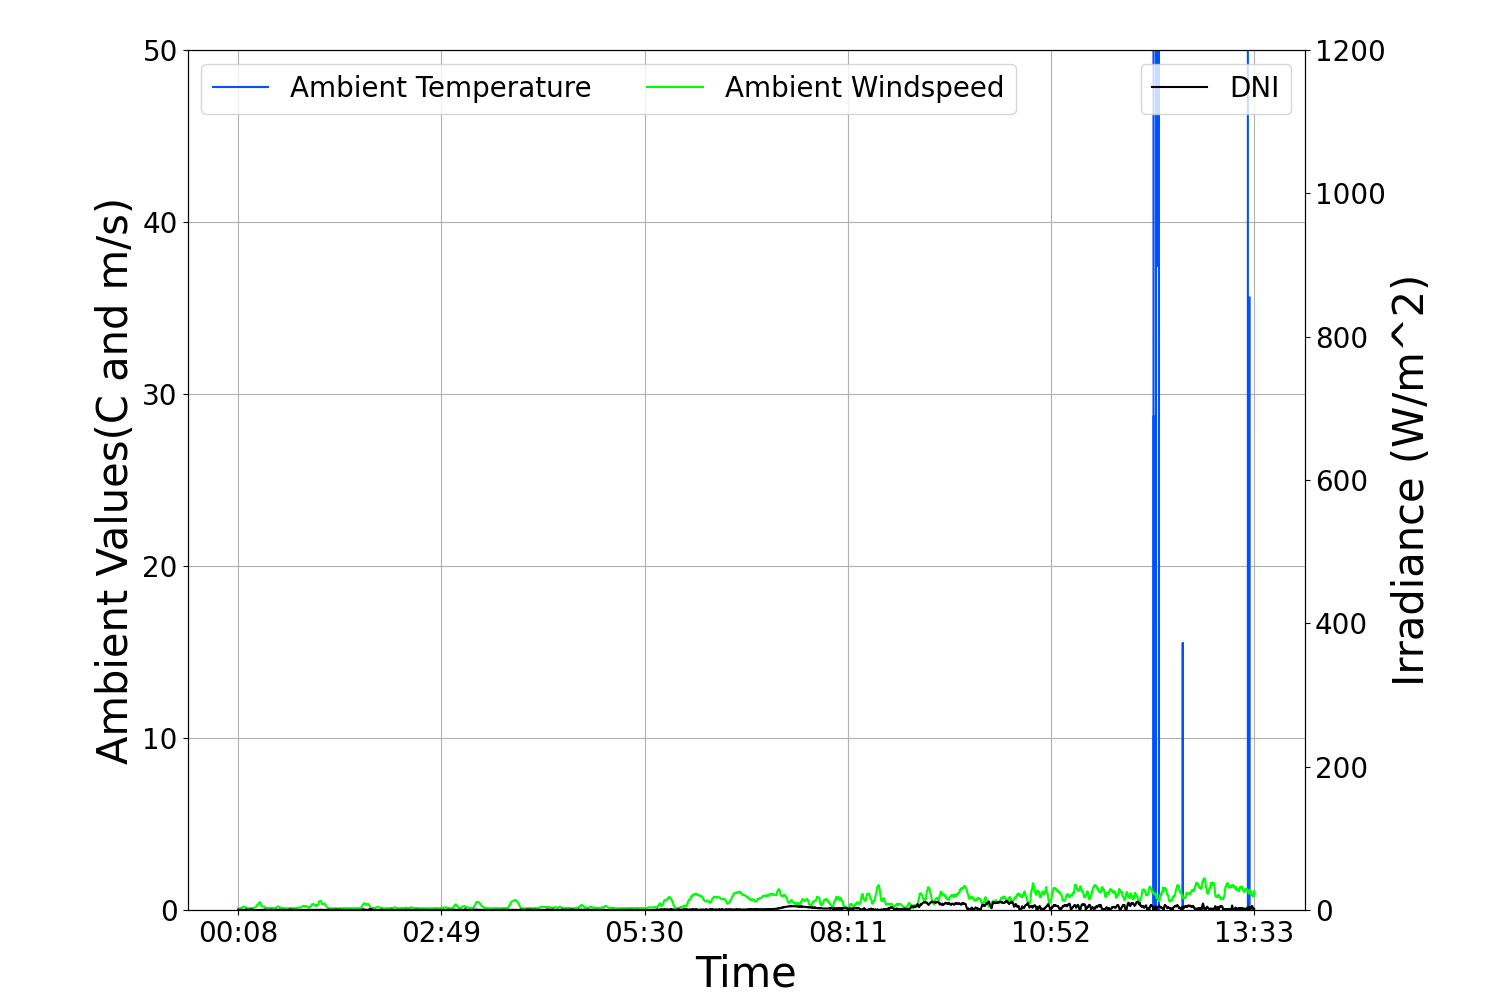 Ambient Temperature
Ambient Windspeed
DNI
Ambient Values(C and m/s)
50
40
30
20
10
0
1200
1000
800
600
400
200
0
Irradiance (W/m^2)
00:08 02:49 05:30 08:11 10:52 13:33
Time